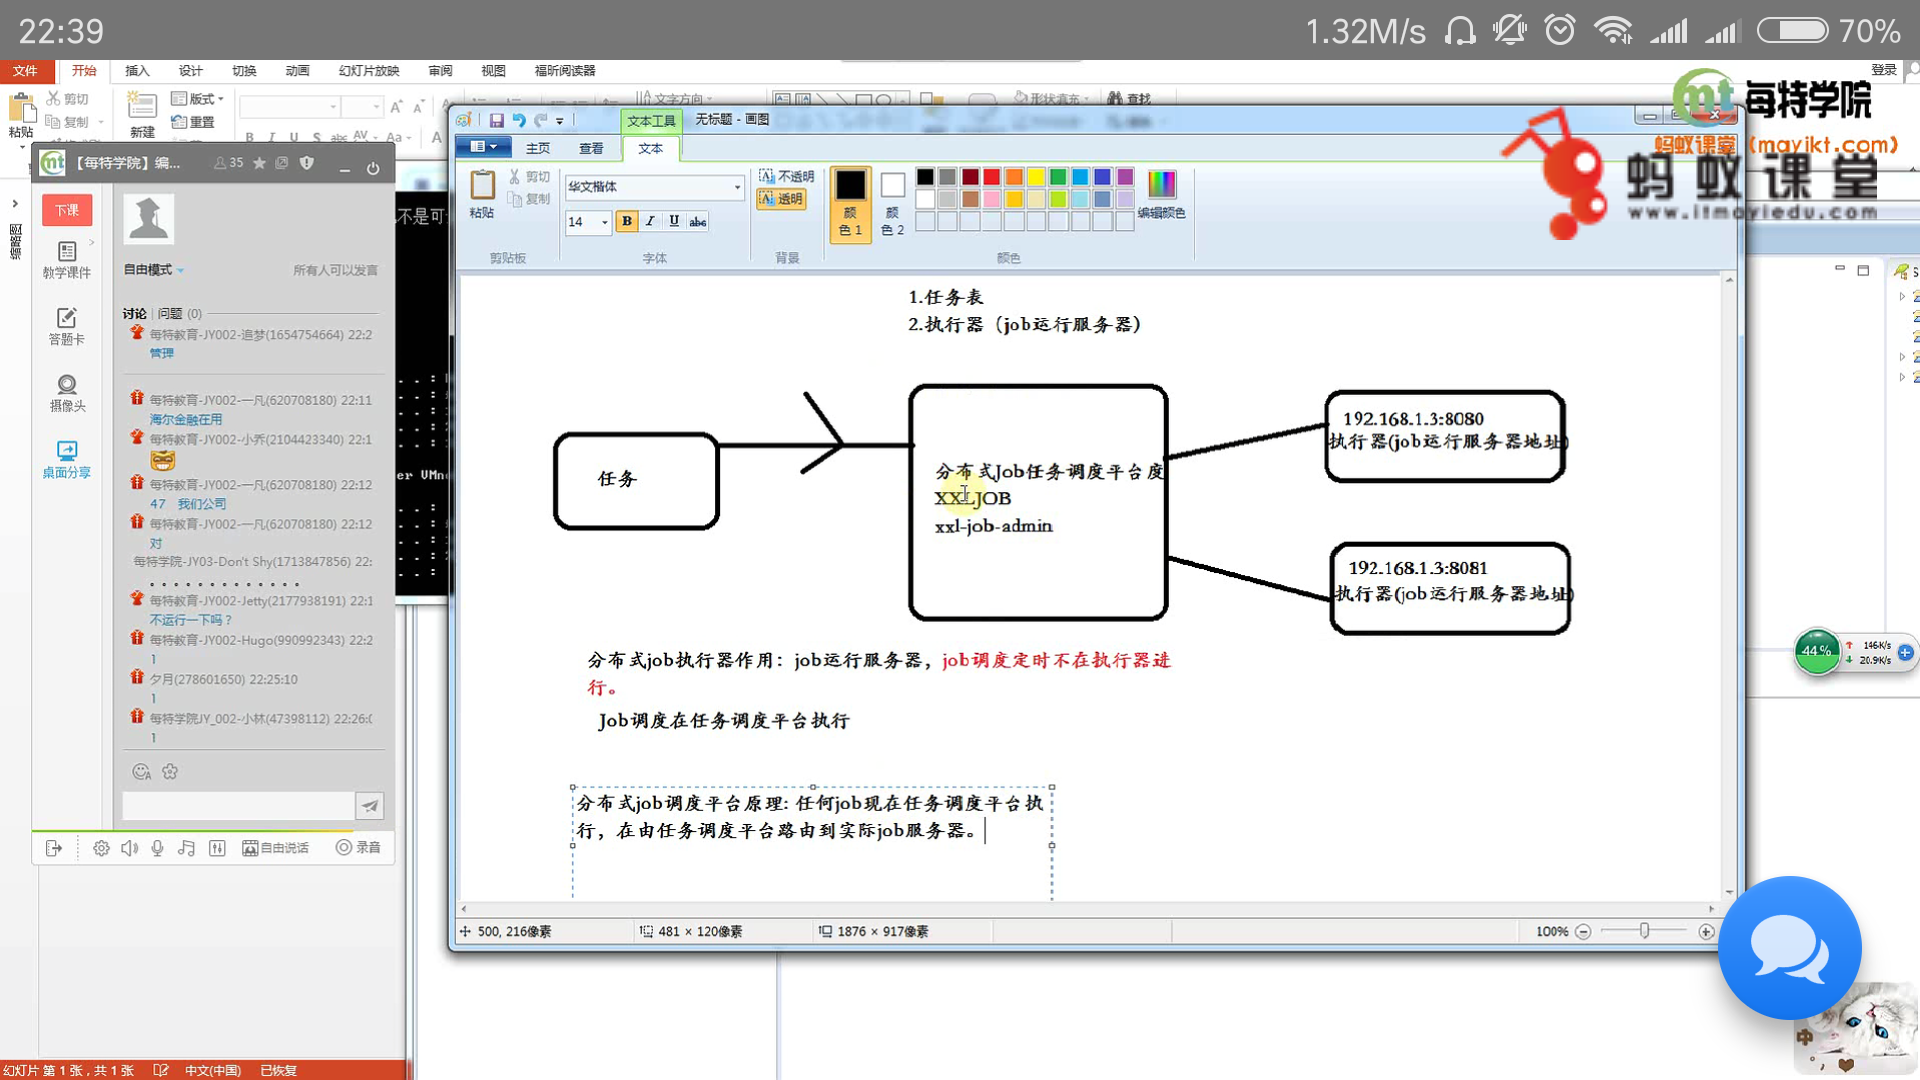 22:39
1.32M/s
70%
文件 开始 插入 设计 切换 动画 幻灯片放映 审阅 视图 福昕阅读器
登录
粘贴
剪切
复制
新建
版式
重置
文字方向
形状填充
查找
每特学院
蚂蚁课堂(mayikt.com)
蚂蚁课堂
www.itmayiedu.com
缩略图
【每特学院】编...
35
下课
教学课件
答题卡
摄像头
桌面分享
自由模式
所有人可以发言
讨论 问题 (0)
每特教育-JY002-追梦(1654754664) 22:2
管理
每特教育-JY002-一凡(620708180) 22:11
海尔金融在用
每特教育-JY002-小乔(2104423340) 22:1
每特教育-JY002-一凡(620708180) 22:12
47 我们公司
每特教育-JY002-一凡(620708180) 22:12
对
每特学院-JY03-Don't Shy(1713847856) 22:
。。。。。。。。。。。。。
每特教育-JY002-Jetty(2177938191) 22:1
不运行一下吗？
每特教育-JY002-Hugo(990992343) 22:2
1
夕月(278601650) 22:25:10
1
每特学院JY_002-小林(47398112) 22:26:0
1
自由说话
录音
不是可
er VMn
文本工具
无标题 - 画图
主页 查看 文本
粘贴
剪切
复制
剪贴板
华文楷体
14
B I U abc
字体
不透明
透明
背景
颜色 1
颜色 2
编辑颜色
颜色
1.任务表
2.执行器（job运行服务器）
任务
分布式Job任务调度平台度
XXLJOB
xxl-job-admin
192.168.1.3:8080
执行器(job运行服务器地址)
192.168.1.3:8081
执行器(job运行服务器地址)
分布式job执行器作用：job运行服务器，job调度定时不在执行器进
行。
Job调度在任务调度平台执行
分布式job调度平台原理: 任何job现在任务调度平台执
行，在由任务调度平台路由到实际job服务器。
500, 216像素
481 × 120像素
1876 × 917像素
100%
44%
146K/s
20.9K/s
中
幻灯片 第 1 张，共 1 张
中文(中国)
已恢复